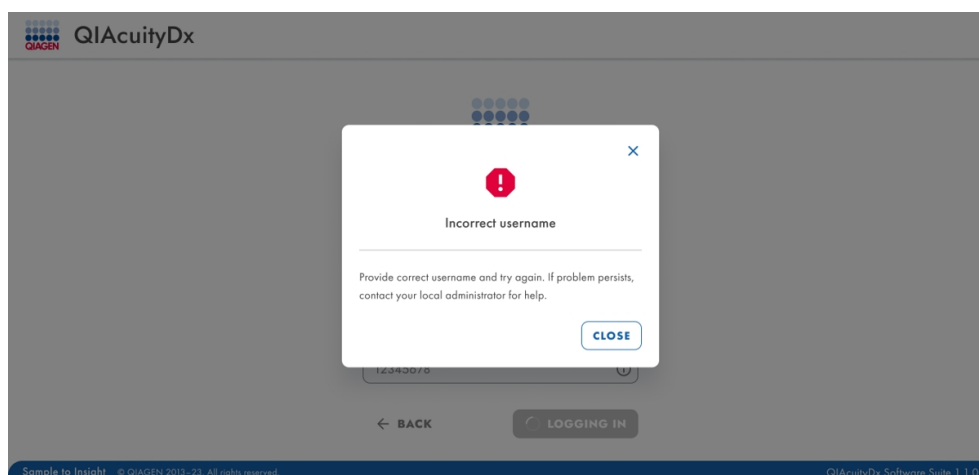 QIAGEN
QIAcuityDx
Incorrect username
Provide correct username and try again. If problem persists,
contact your local administrator for help.
CLOSE
12345678
← BACK
LOGGING IN
Sample to Insight © QIAGEN 2013–23. All rights reserved.
QIAcuityDx Software Suite 1.1.0